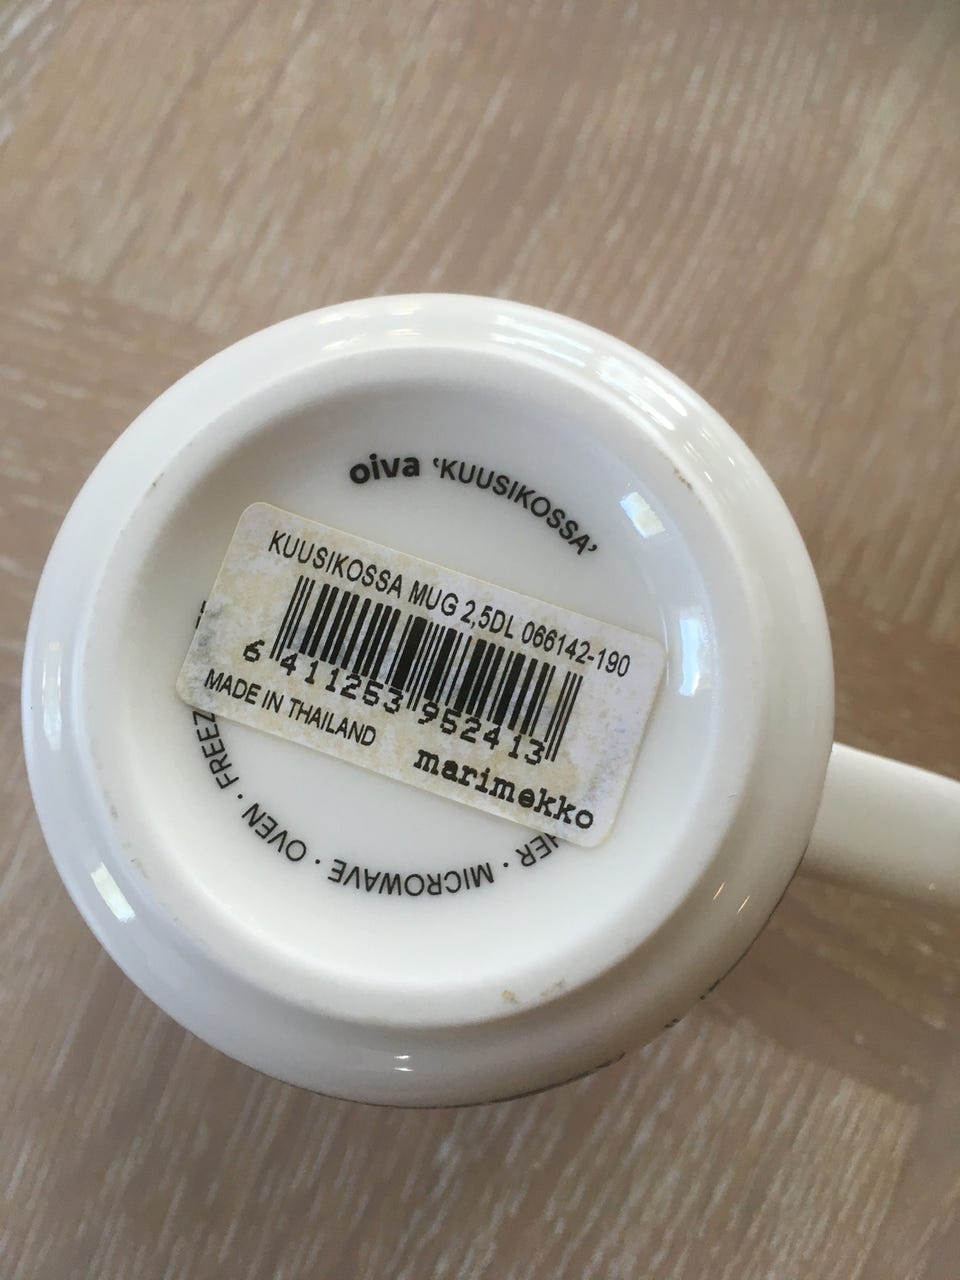 oiva 'KUUSIKOSSA'
KUUSIKOSSA MUG 2,5DL 066142-190
6 411253 952413
MADE IN THAILAND
marimekko
MICROWAVE · OVEN ·